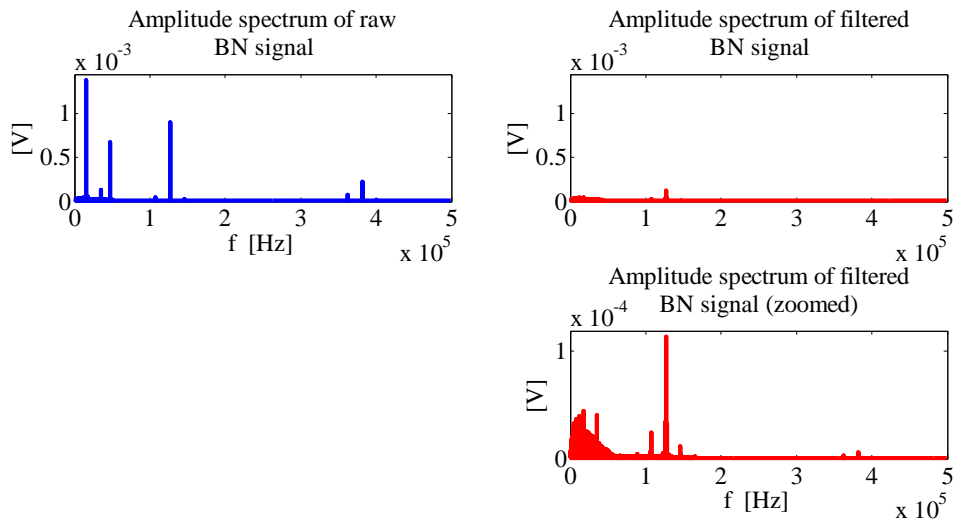 Amplitude spectrum of raw
BN signal
x 10^-3
1
0.5
0
[V]
0 1 2 3 4 5
f [Hz]
x 10^5
Amplitude spectrum of filtered
BN signal
x 10^-3
1
0.5
0
[V]
0 1 2 3 4 5
x 10^5
Amplitude spectrum of filtered
BN signal (zoomed)
x 10^-4
1
0
[V]
0 1 2 3 4 5
f [Hz]
x 10^5